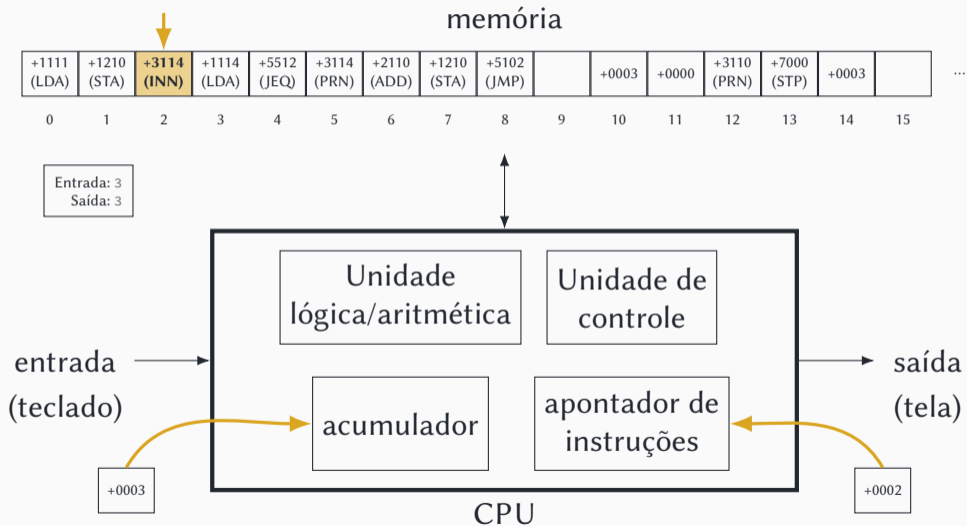 memória
+1111 +1210 +3114 +1114 +5512 +3114 +2110 +1210 +5102 +0003 +0000 +3110 +7000 +0003 ...
(LDA) (STA) (INN) (LDA) (JEQ) (PRN) (ADD) (STA) (JMP) (PRN) (STP)
0 1 2 3 4 5 6 7 8 9 10 11 12 13 14 15
Entrada: 3
Saída: 3
Unidade
lógica/aritmética
Unidade de
controle
entrada
(teclado)
saída
(tela)
acumulador
apontador de
instruções
+0003
+0002
CPU